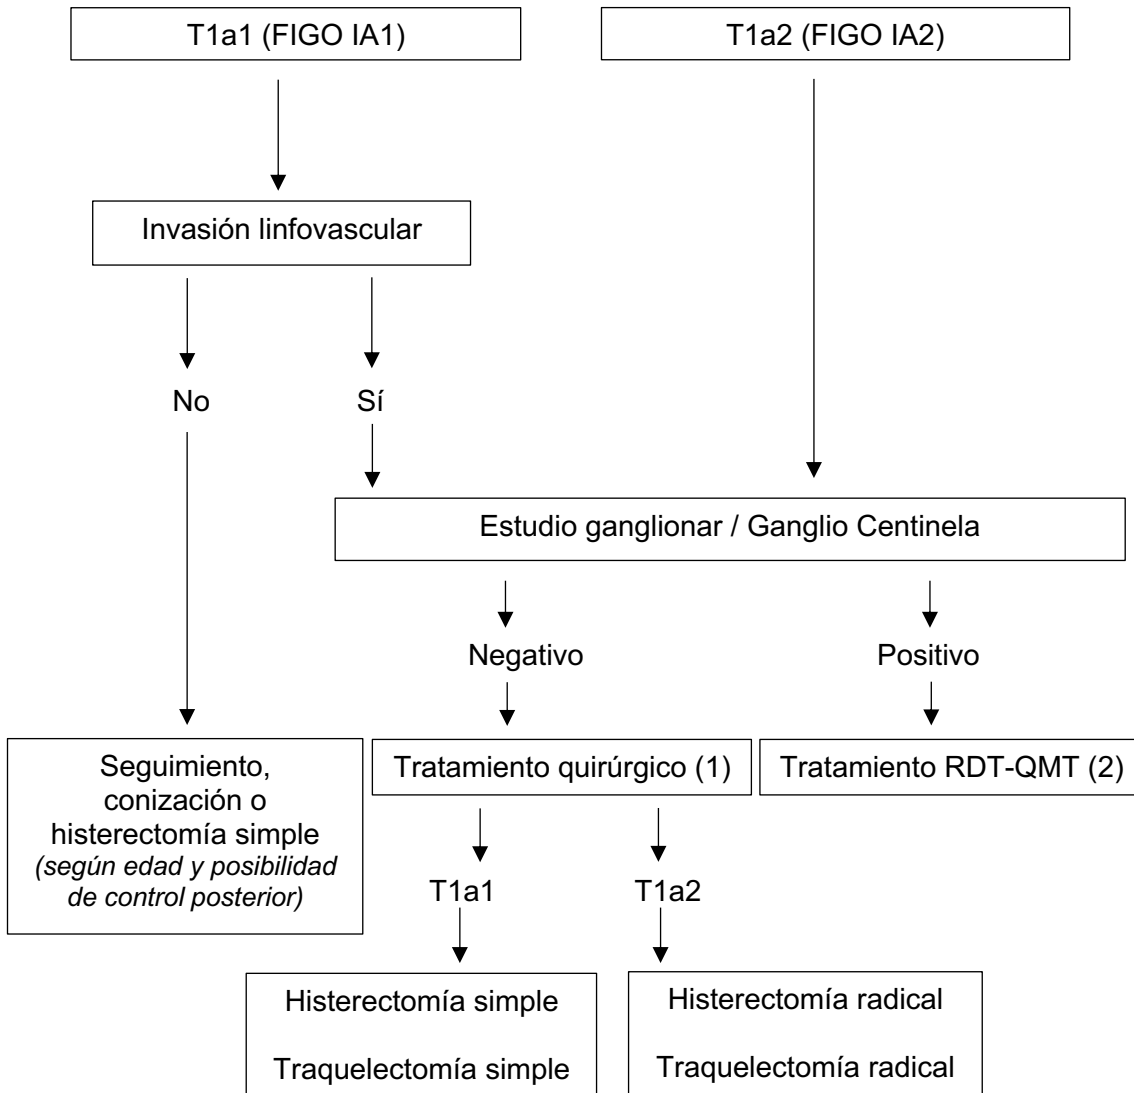 T1a1 (FIGO IA1)
T1a2 (FIGO IA2)
Invasión linfovascular
No
Sí
Estudio ganglionar / Ganglio Centinela
Negativo
Positivo
Seguimiento,
conización o
histerectomía simple
(según edad y posibilidad
de control posterior)
Tratamiento quirúrgico (1)
Tratamiento RDT-QMT (2)
T1a1
T1a2
Histerectomía simple
Traquelectomía simple
Histerectomía radical
Traquelectomía radical